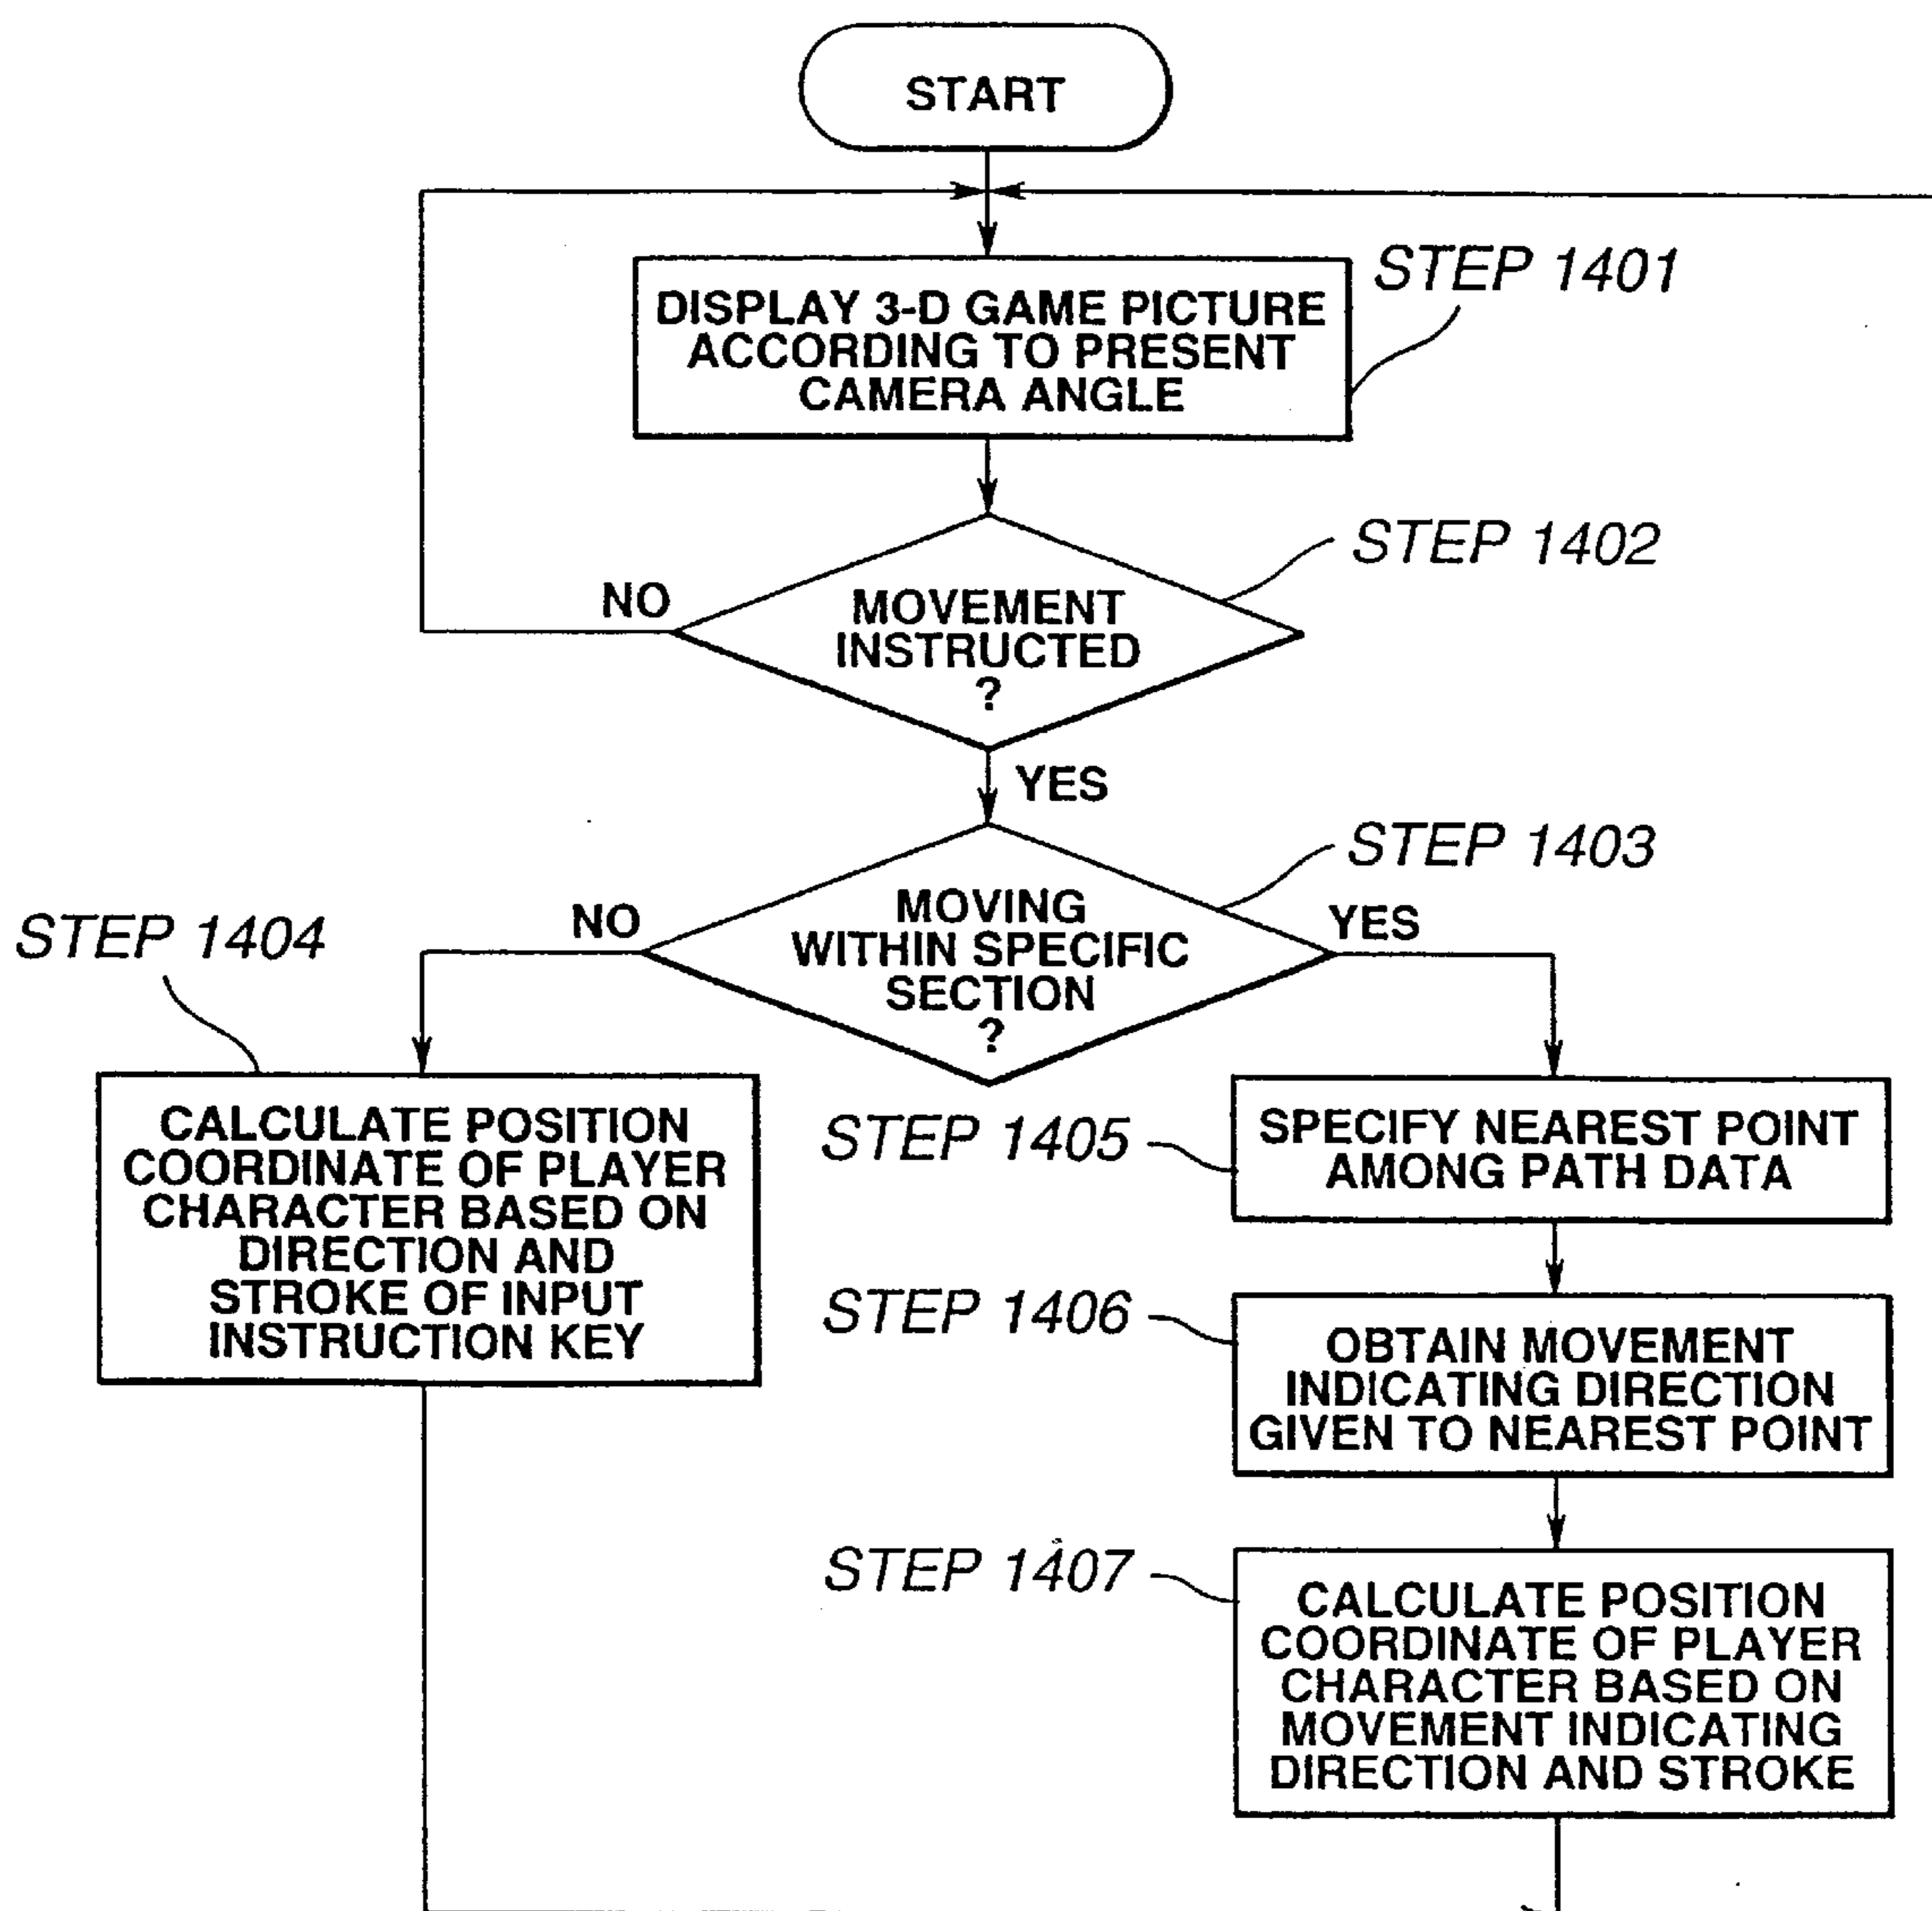 START
STEP 1401
DISPLAY 3-D GAME PICTURE
ACCORDING TO PRESENT
CAMERA ANGLE
STEP 1402
NO
MOVEMENT
INSTRUCTED
?
YES
STEP 1403
STEP 1404
NO
MOVING
WITHIN SPECIFIC
SECTION
?
YES
CALCULATE POSITION
COORDINATE OF PLAYER
CHARACTER BASED ON
DIRECTION AND
STROKE OF INPUT
INSTRUCTION KEY
STEP 1405
SPECIFY NEAREST POINT
AMONG PATH DATA
STEP 1406
OBTAIN MOVEMENT
INDICATING DIRECTION
GIVEN TO NEAREST POINT
STEP 1407
CALCULATE POSITION
COORDINATE OF PLAYER
CHARACTER BASED ON
MOVEMENT INDICATING
DIRECTION AND STROKE